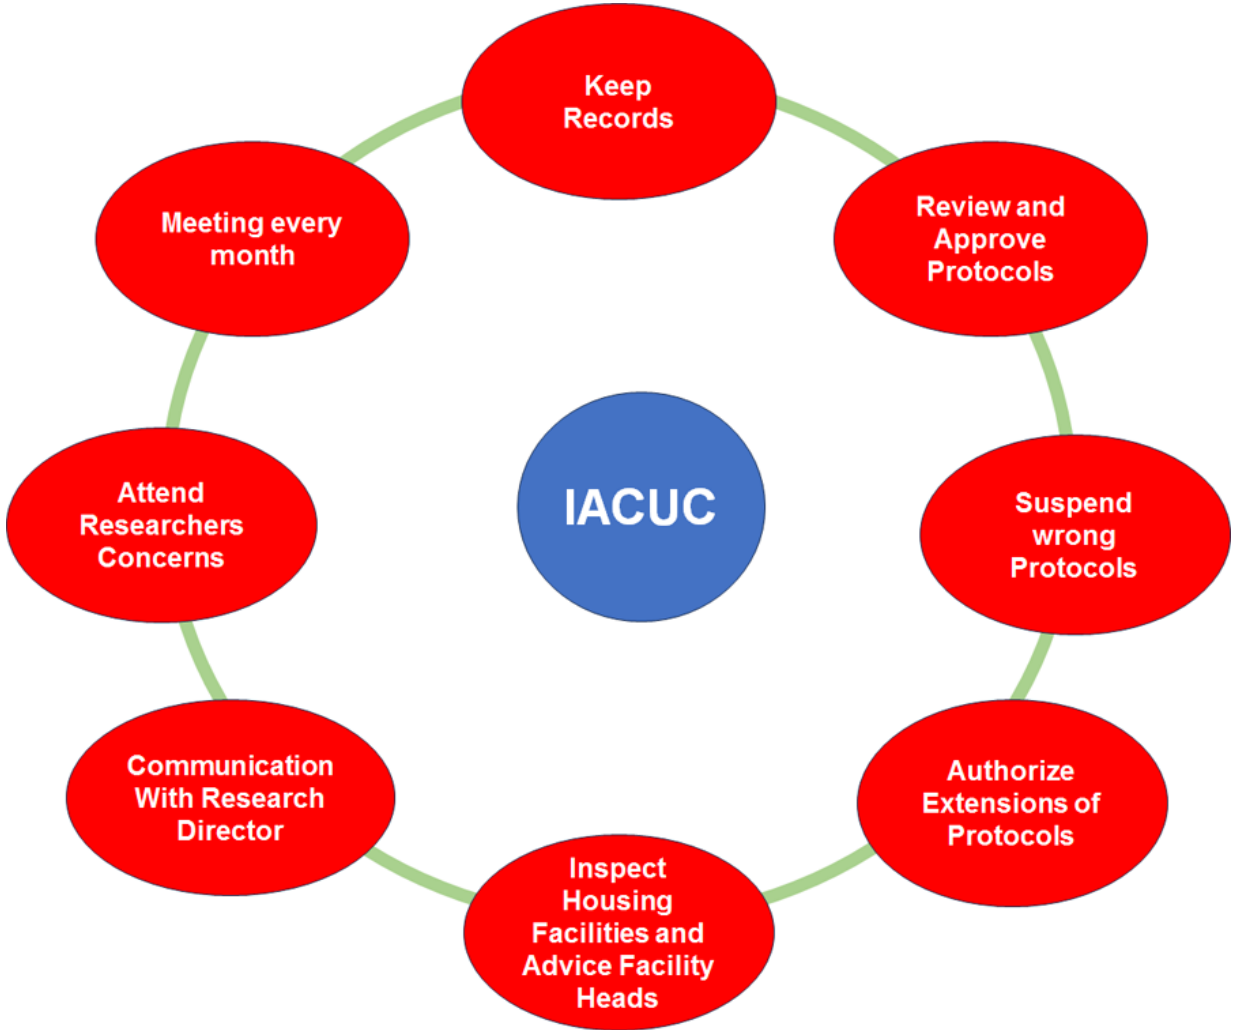 Keep
Records
Review and
Approve
Protocols
Suspend
wrong
Protocols
Authorize
Extensions of
Protocols
Inspect
Housing
Facilities and
Advice Facility
Heads
Communication
With Research
Director
Attend
Researchers
Concerns
Meeting every
month
IACUC